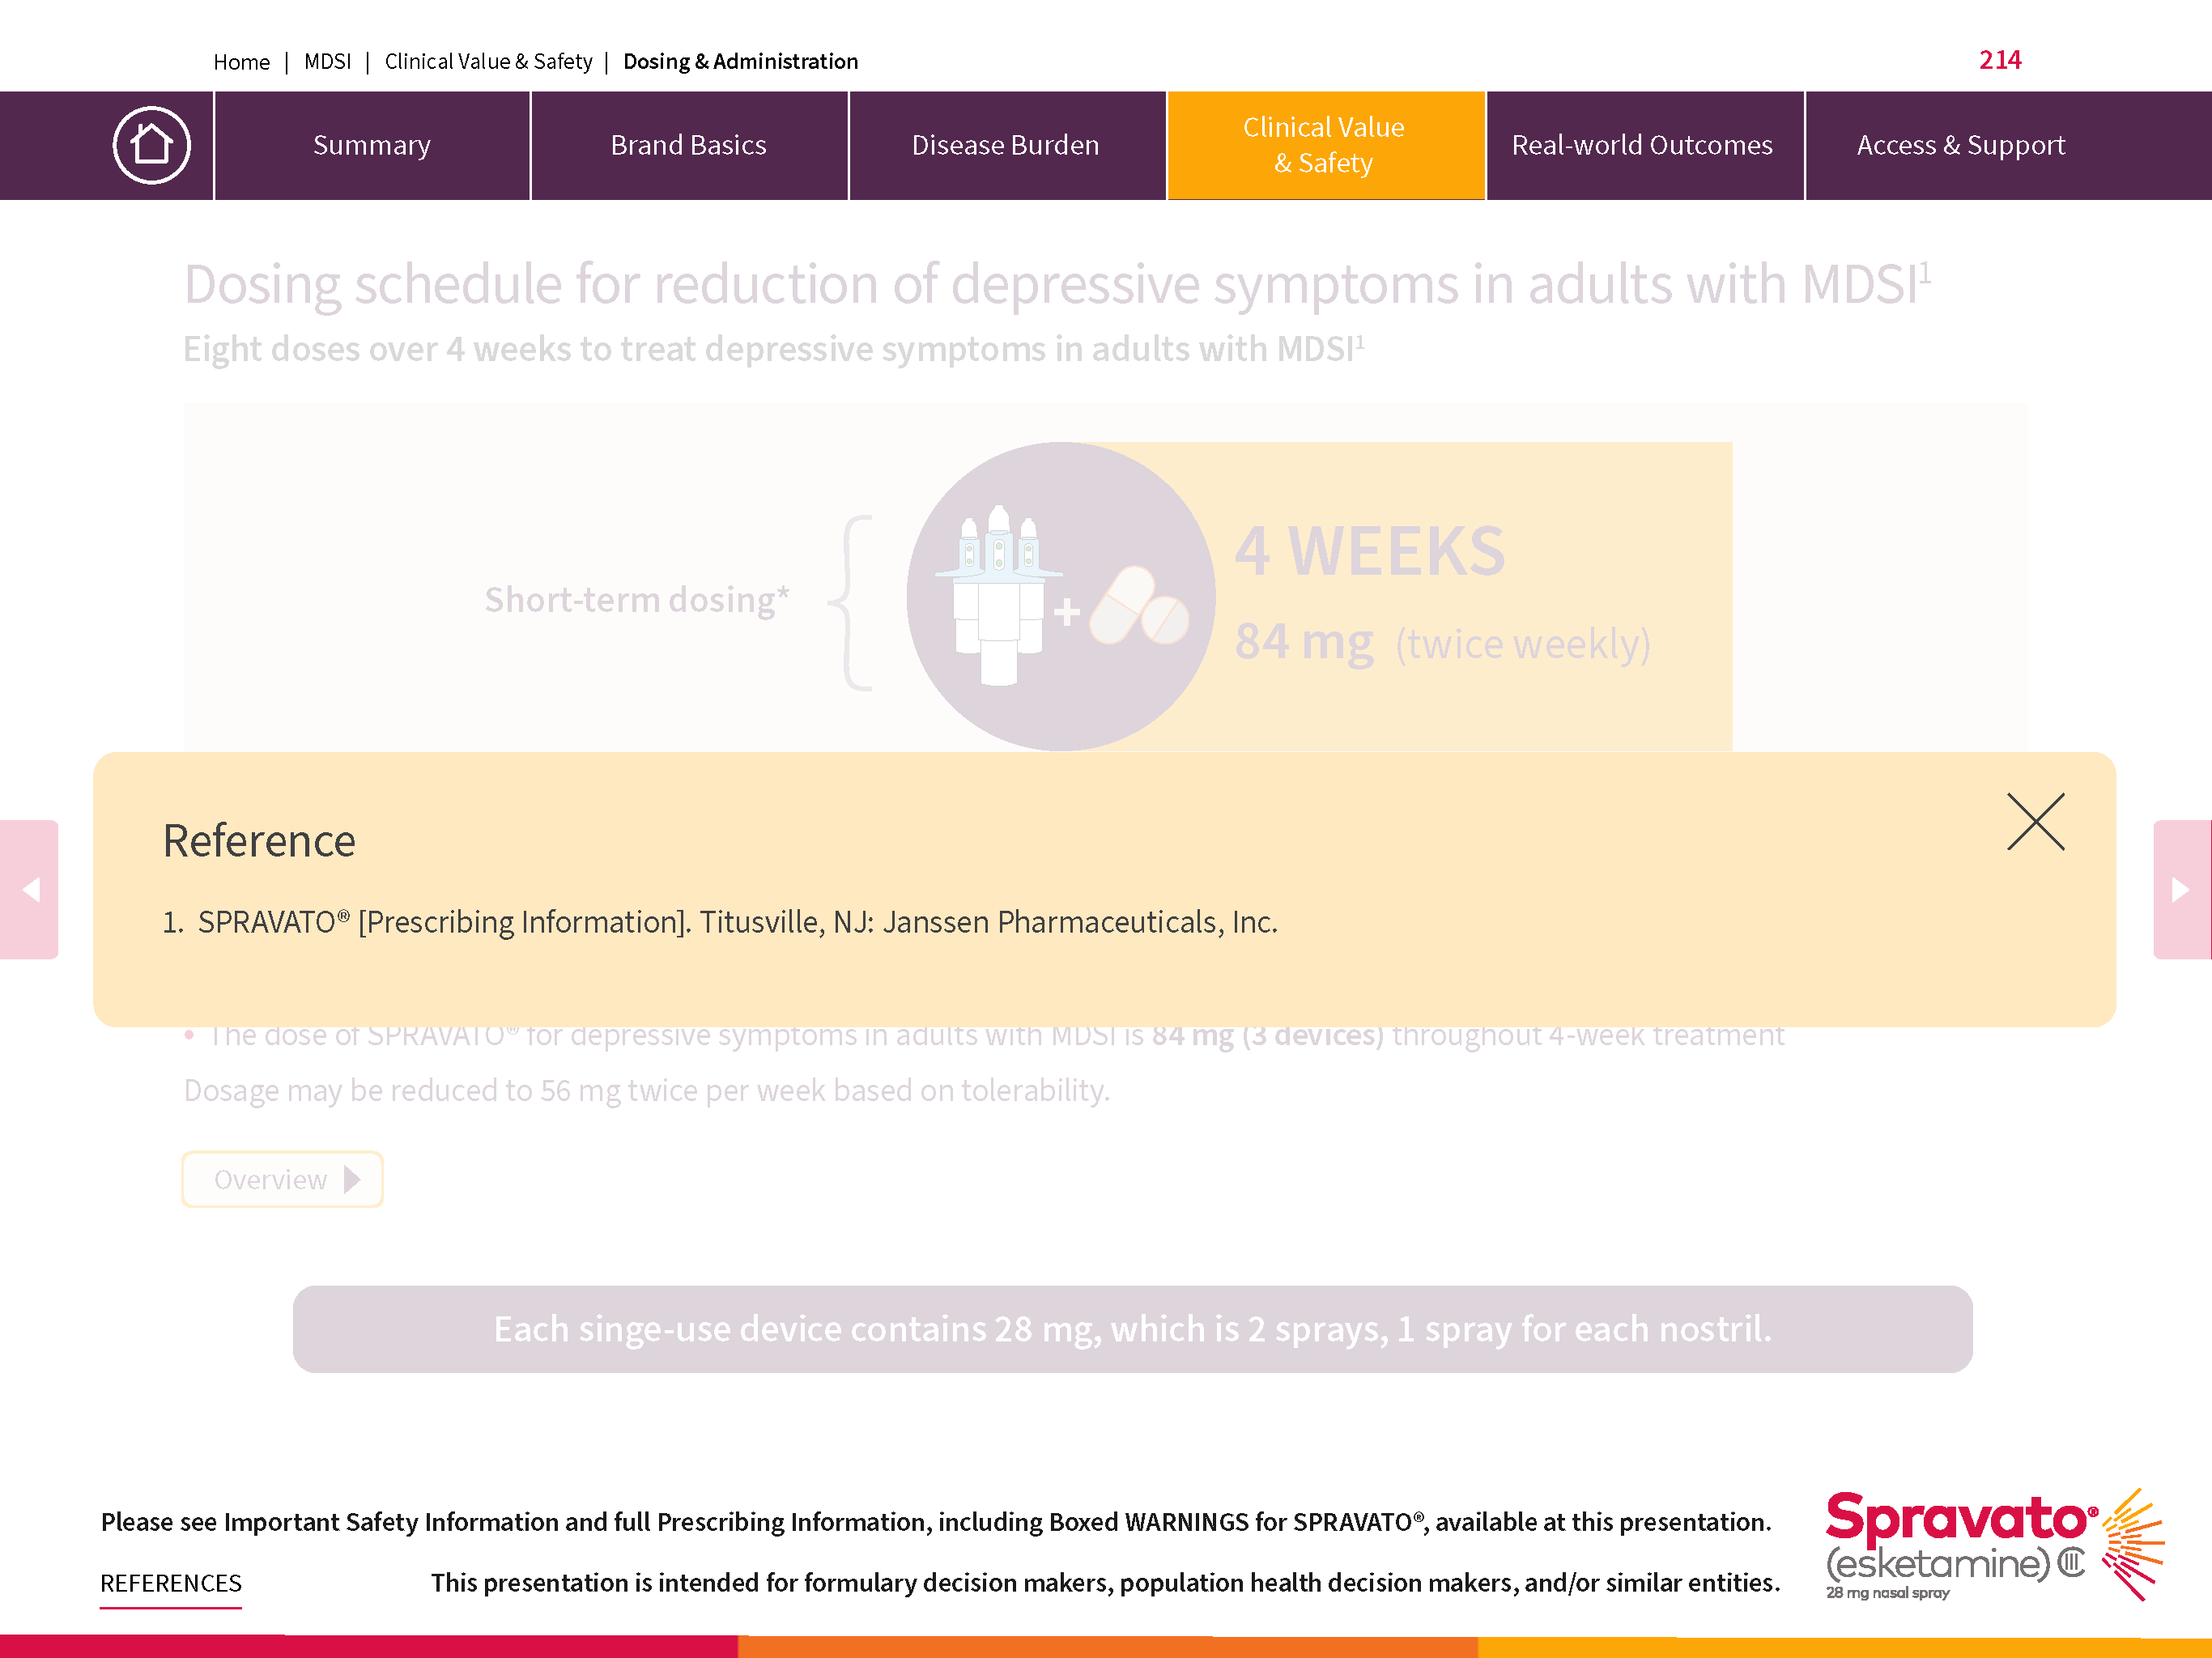 Home | MDSI | Clinical Value & Safety | Dosing & Administration
214
Summary
Brand Basics
Disease Burden
Clinical Value
& Safety
Real-world Outcomes
Access & Support
Dosing schedule for reduction of depressive symptoms in adults with MDSI¹
Eight doses over 4 weeks to treat depressive symptoms in adults with MDSI¹
4 WEEKS
Short-term dosing*
84 mg (twice weekly)
Reference
1. SPRAVATO® [Prescribing Information]. Titusville, NJ: Janssen Pharmaceuticals, Inc.
• The dose of SPRAVATO® for depressive symptoms in adults with MDSI is 84 mg (3 devices) throughout 4-week treatment
Dosage may be reduced to 56 mg twice per week based on tolerability.
Overview
Each singe-use device contains 28 mg, which is 2 sprays, 1 spray for each nostril.
Please see Important Safety Information and full Prescribing Information, including Boxed WARNINGS for SPRAVATO®, available at this presentation.
REFERENCES
This presentation is intended for formulary decision makers, population health decision makers, and/or similar entities.
Spravato®
(esketamine) CIII
28 mg nasal spray